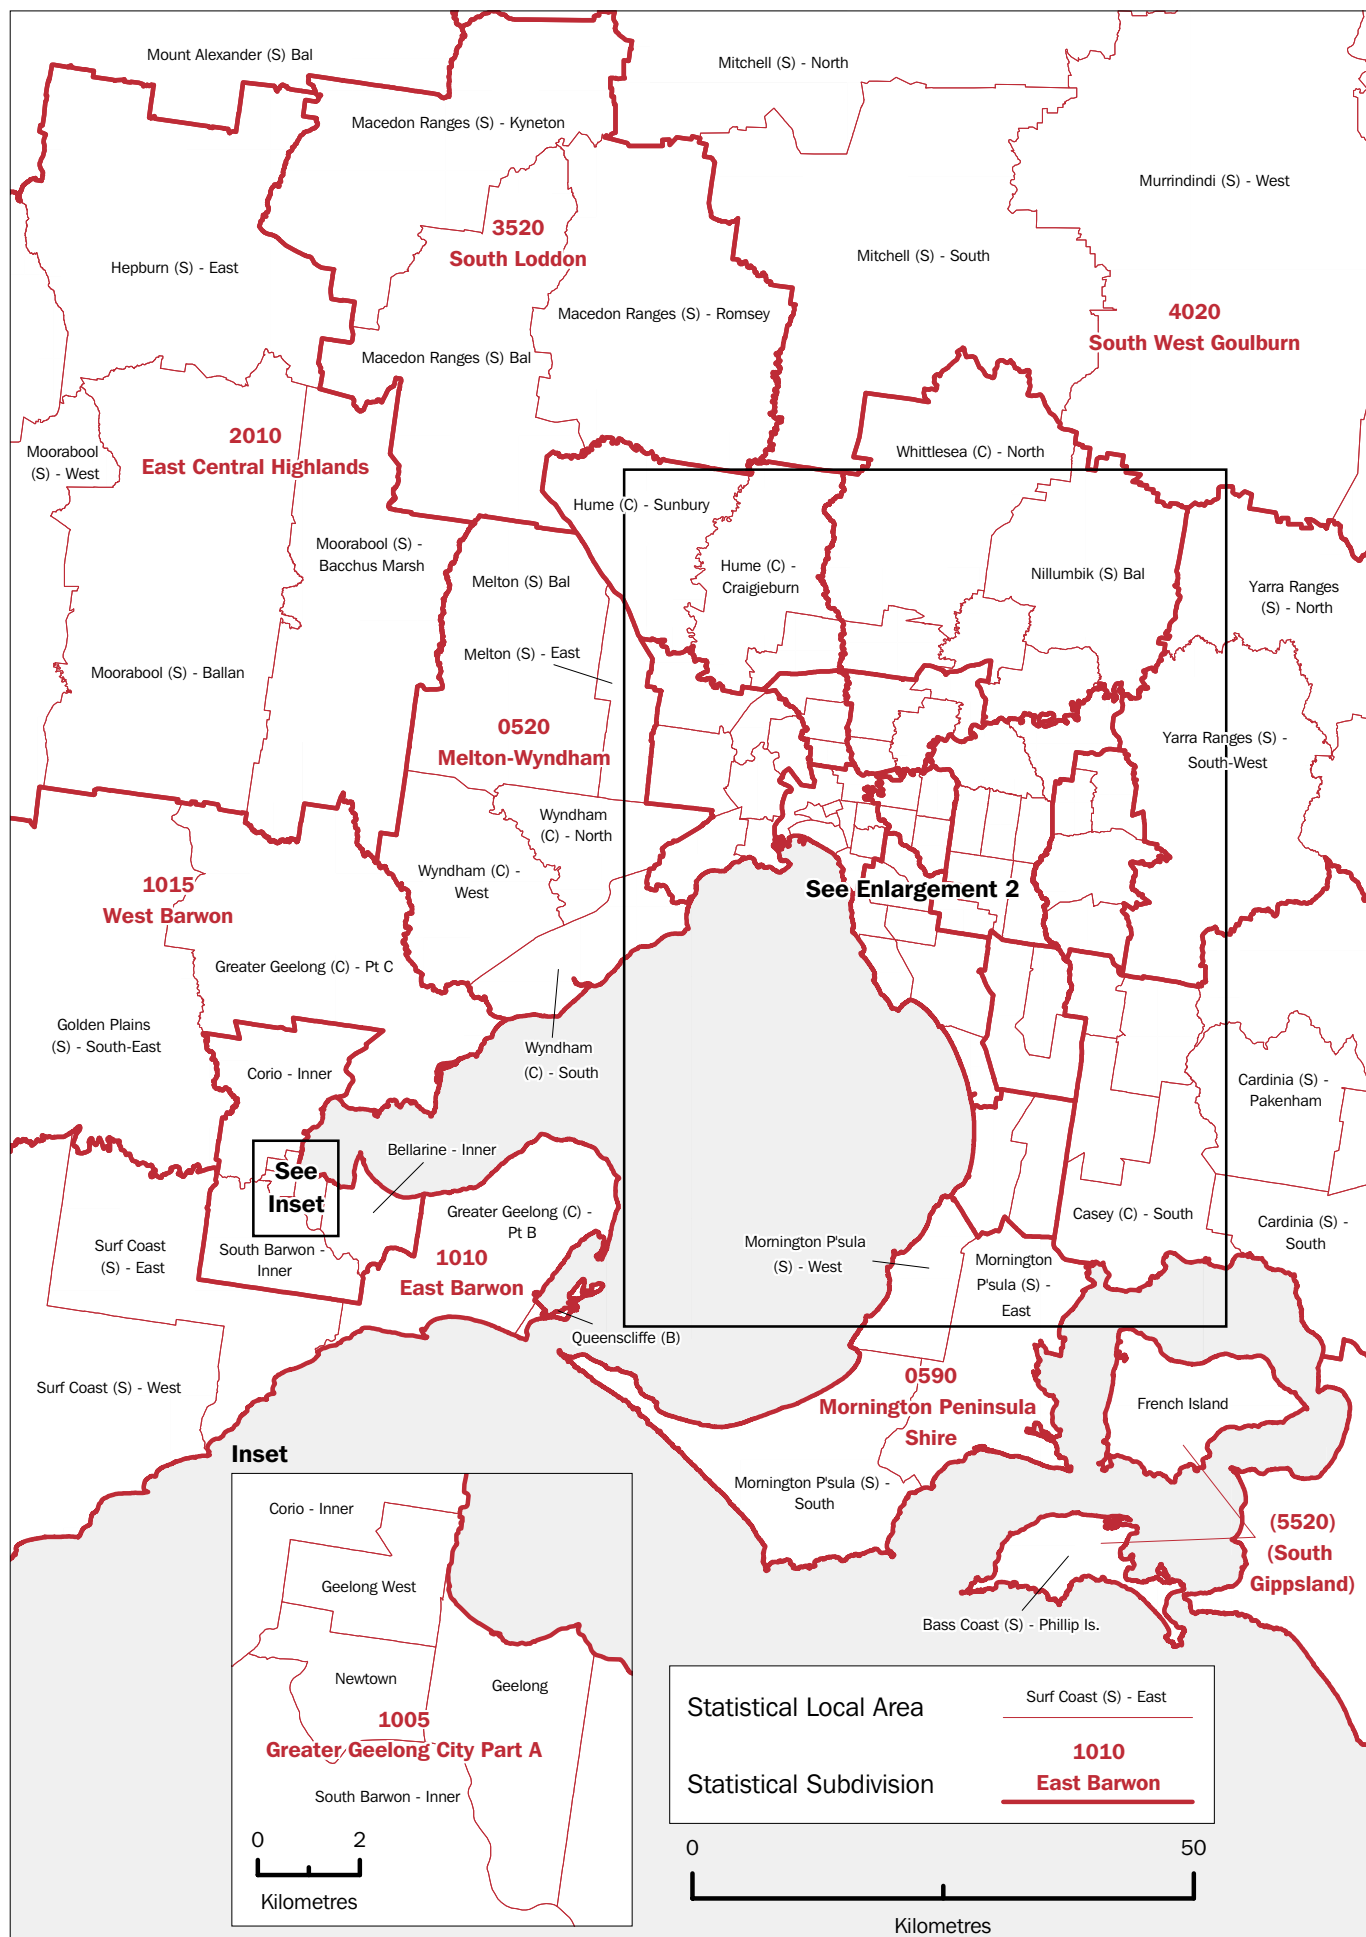 Mount Alexander (S) Bal
Mitchell (S) - North
Macedon Ranges (S) - Kyneton
Murrindindi (S) - West
3520
South Loddon
Mitchell (S) - South
Hepburn (S) - East
4020
South West Goulburn
Macedon Ranges (S) - Romsey
Macedon Ranges (S) Bal
2010
East Central Highlands
Moorabool
(S) - West
Whittlesea (C) - North
Hume (C) - Sunbury
Moorabool (S) -
Bacchus Marsh
Melton (S) Bal
Hume (C) -
Craigieburn
Nillumbik (S) Bal
Yarra Ranges
(S) - North
Melton (S) - East
Moorabool (S) - Ballan
0520
Melton-Wyndham
Yarra Ranges (S) -
South-West
Wyndham
(C) - North
Wyndham (C) -
West
1015
West Barwon
See Enlargement 2
Greater Geelong (C) - Pt C
Golden Plains
(S) - South-East
Wyndham
(C) - South
Corio - Inner
Cardinia (S) -
Pakenham
Bellarine - Inner
See
Inset
Greater Geelong (C) -
Pt B
Casey (C) - South
Cardinia (S) -
South
Surf Coast
(S) - East
South Barwon -
Inner
1010
East Barwon
Mornington P'sula
(S) - West
Mornington
P'sula (S) -
East
Queenscliffe (B)
Surf Coast (S) - West
0590
Mornington Peninsula
Shire
French Island
Mornington P'sula (S) -
South
(5520)
(South
Gippsland)
Bass Coast (S) - Phillip Is.
Inset
Corio - Inner
Geelong West
Newtown
Geelong
1005
Greater Geelong City Part A
South Barwon - Inner
0 2
Kilometres
Statistical Local Area
Surf Coast (S) - East
Statistical Subdivision
1010
East Barwon
0 50
Kilometres